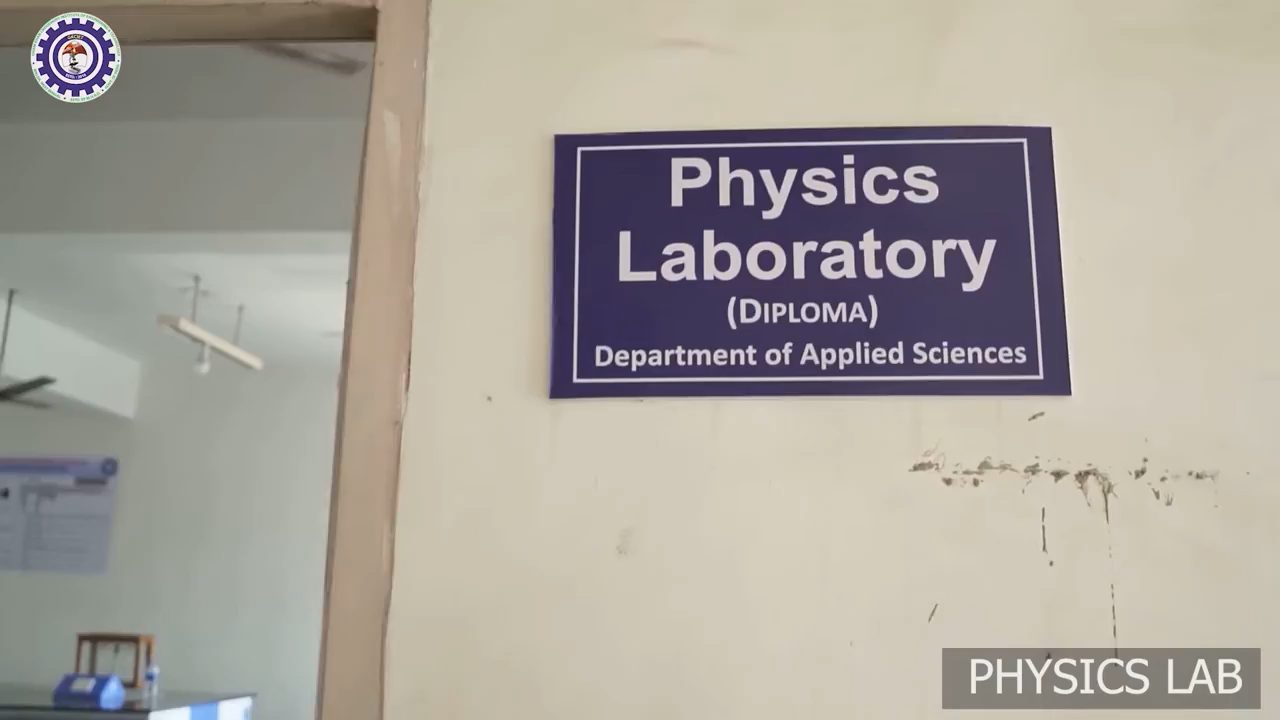 Physics
Laboratory
(DIPLOMA)
Department of Applied Sciences
PHYSICS LAB